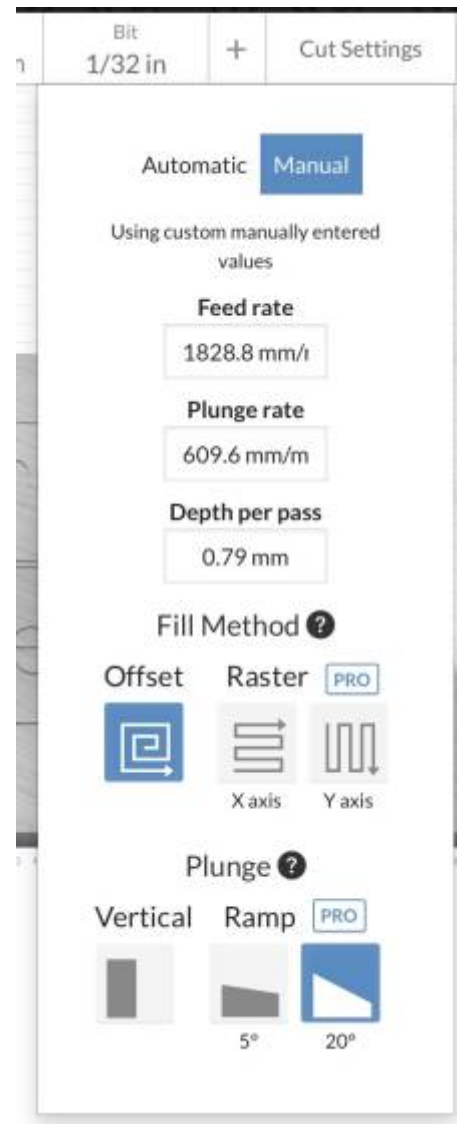 Bit
1/32 in
+
Cut Settings
Automatic
Manual
Using custom manually entered
values
Feed rate
1828.8 mm/
Plunge rate
609.6 mm/m
Depth per pass
0.79 mm
Fill Method ?
Offset
Raster PRO
X axis
Y axis
Plunge ?
Vertical
Ramp PRO
5°
20°